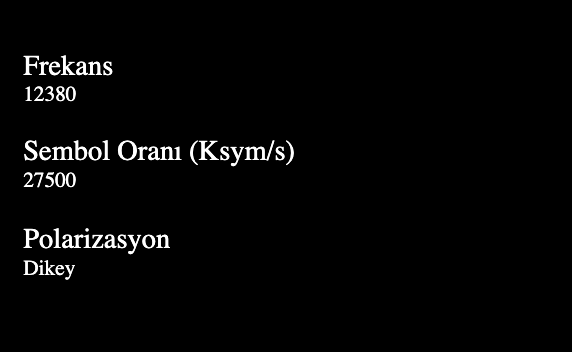 Frekans
12380
Sembol Oranı (Ksym/s)
27500
Polarizasyon
Dikey